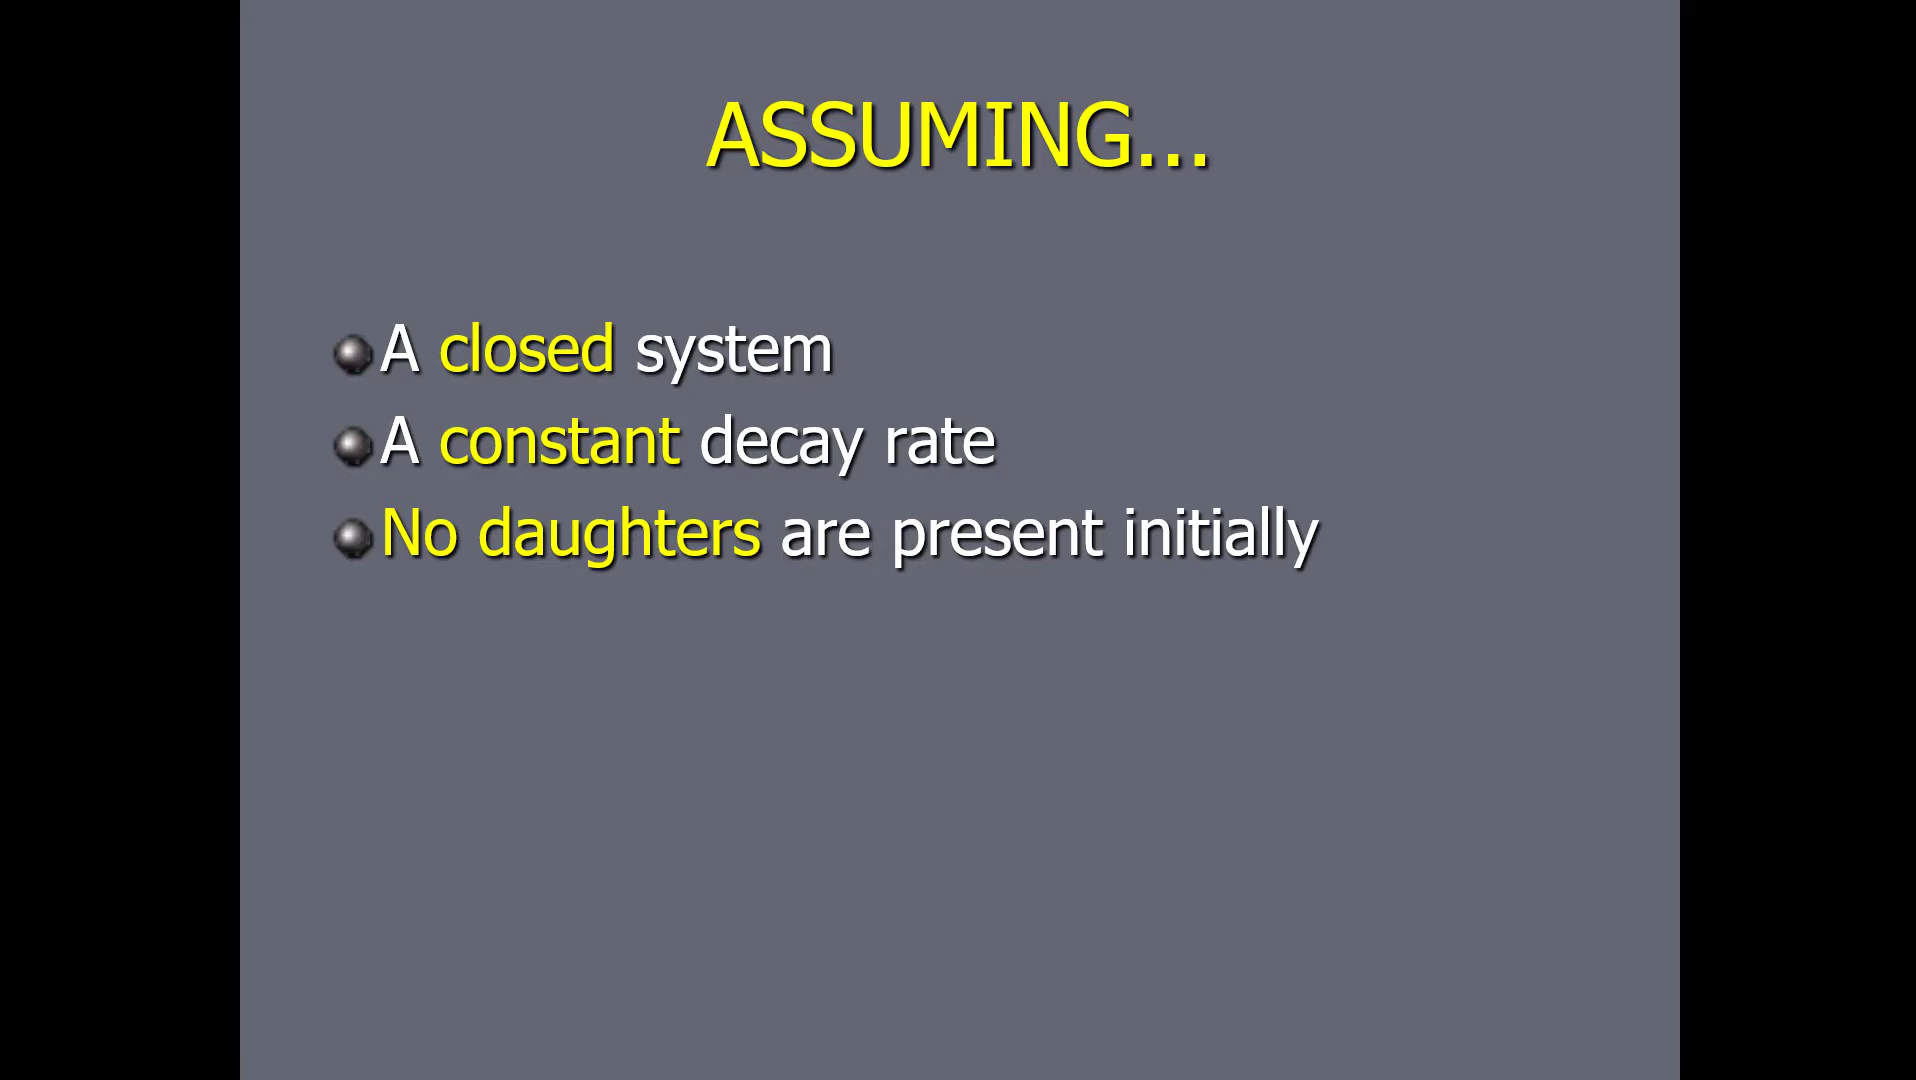 ASSUMING...
A closed system
A constant decay rate
No daughters are present initially